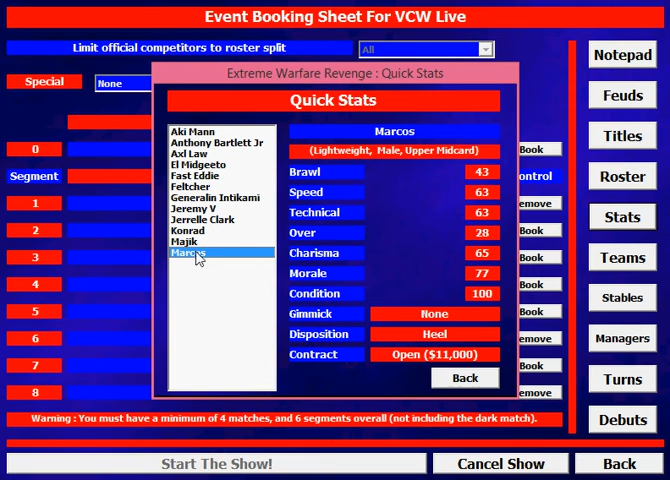 Event Booking Sheet For VCW Live
Limit official competitors to roster split
All
Special
None
Extreme Warfare Revenge : Quick Stats
Quick Stats
Aki Mann
Anthony Bartlett Jr
Axl Law
El Midgeeto
Fast Eddie
Feltcher
Generalin Intikami
Jeremy V
Jerrelle Clark
Konrad
Majik
Marcos
Marcos
(Lightweight, Male, Upper Midcard)
Brawl 43
Speed 63
Technical 63
Over 28
Charisma 65
Morale 77
Condition 100
Gimmick None
Disposition Heel
Contract Open ($11,000)
Back
0
Book
Segment
ontrol
1
emove
2
Book
3
Book
4
Book
5
Book
6
emove
7
Book
8
emove
Notepad
Feuds
Titles
Roster
Stats
Teams
Stables
Managers
Turns
Debuts
Warning : You must have a minimum of 4 matches, and 6 segments overall (not including the dark match).
Start The Show!
Cancel Show
Back